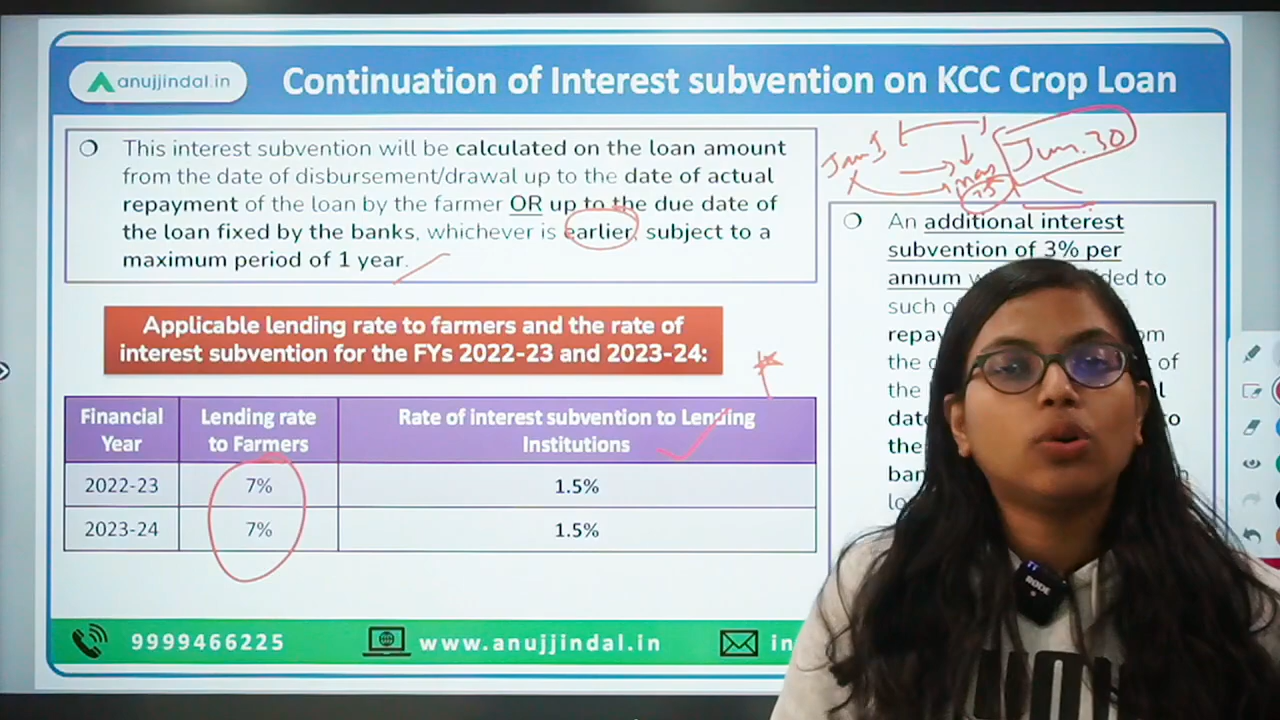 anujjindal.in
Continuation of Interest subvention on KCC Crop Loan
This interest subvention will be calculated on the loan amount
from the date of disbursement/drawal up to the date of actual
repayment of the loan by the farmer OR up to the due date of
the loan fixed by the banks, whichever is earlier, subject to a
maximum period of 1 year.
Jun. 30
Applicable lending rate to farmers and the rate of
interest subvention for the FYs 2022-23 and 2023-24:
Financial Year
Lending rate to Farmers
Rate of interest subvention to Lending Institutions
2022-23 7% 1.5%
2023-24 7% 1.5%
An additional interest
subvention of 3% per
annum
such
the
of
the
the
9999466225
www.anujjindal.in
RODE